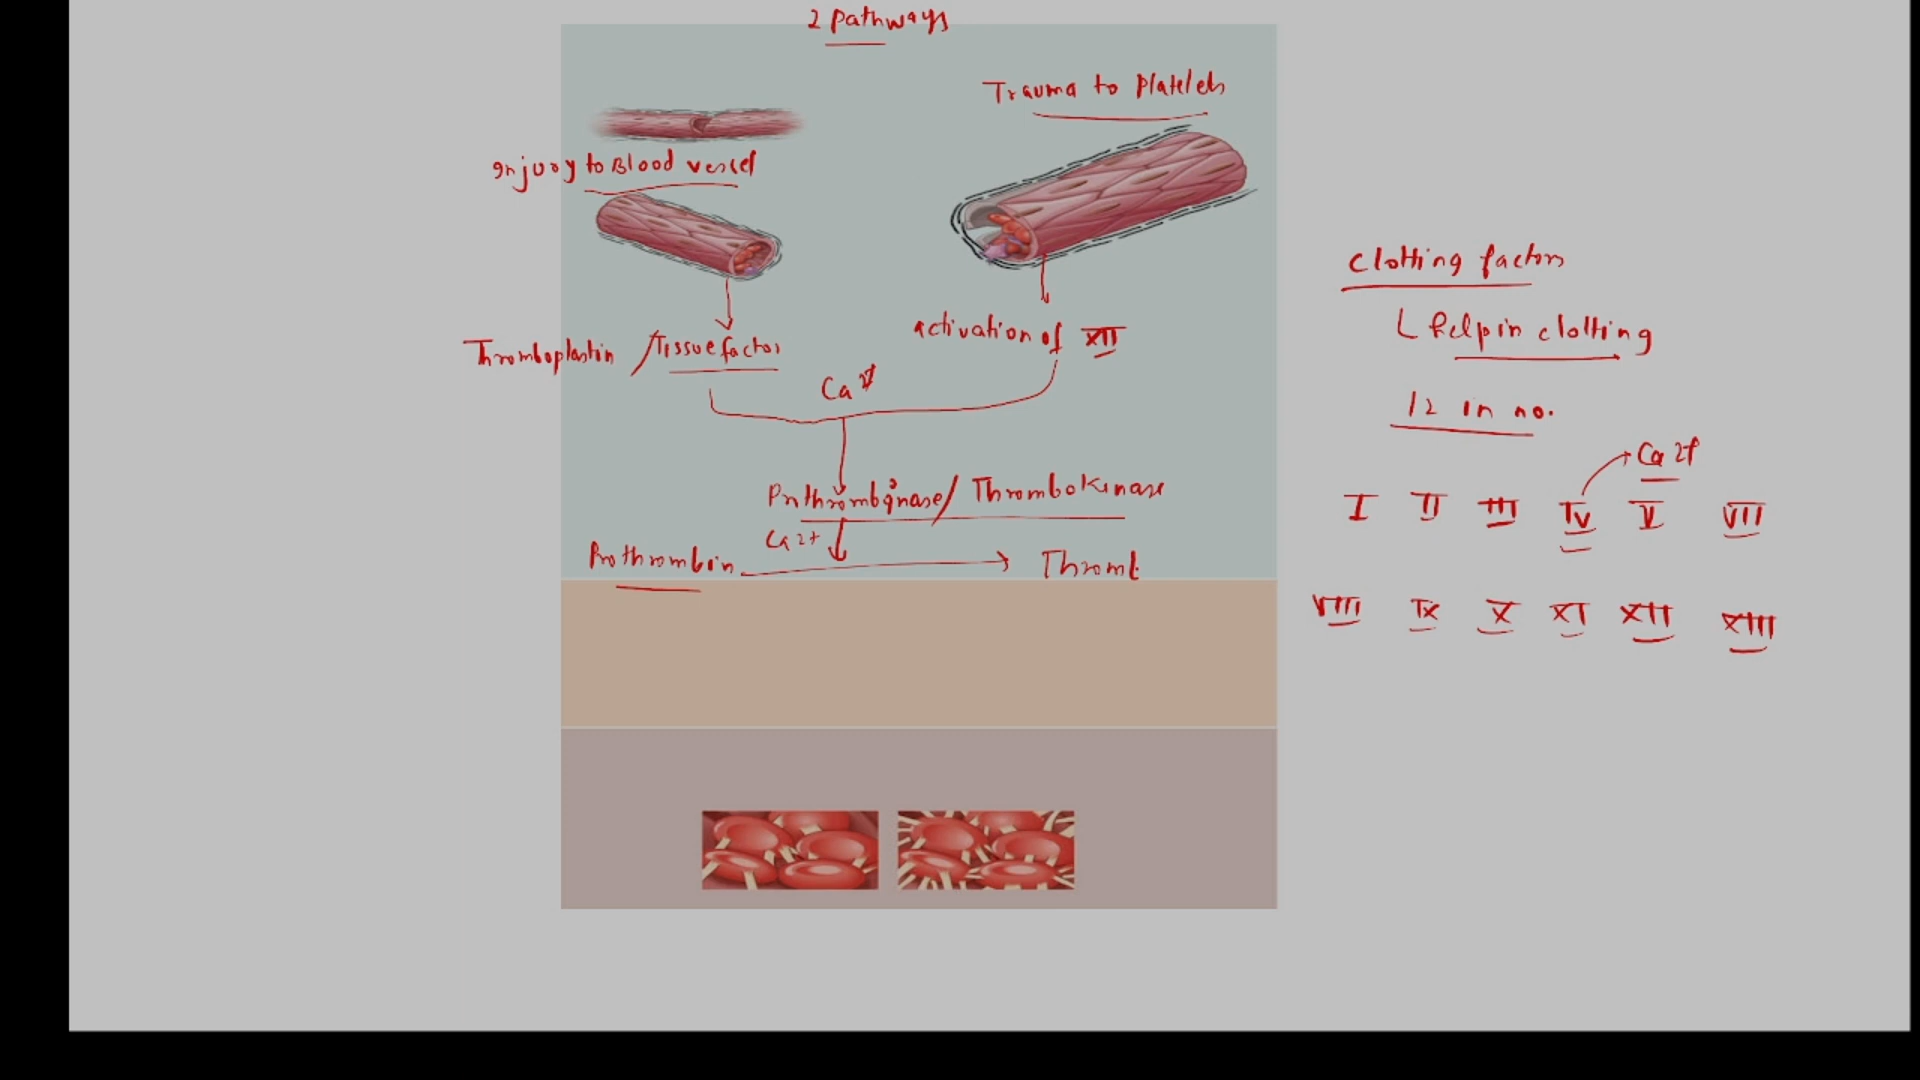 2 Pathways
Trauma to Platelets
Injury to Blood vessel
Thromboplastin / Tissue factor
activation of XII
Ca
Prothrombinase / Thrombokinase
Ca 2+
Prothrombin → Thromb
Clotting factors
help in clotting
12 in no.
Ca 2+
I II III IV V VII
VIII IX X XI XII XIII